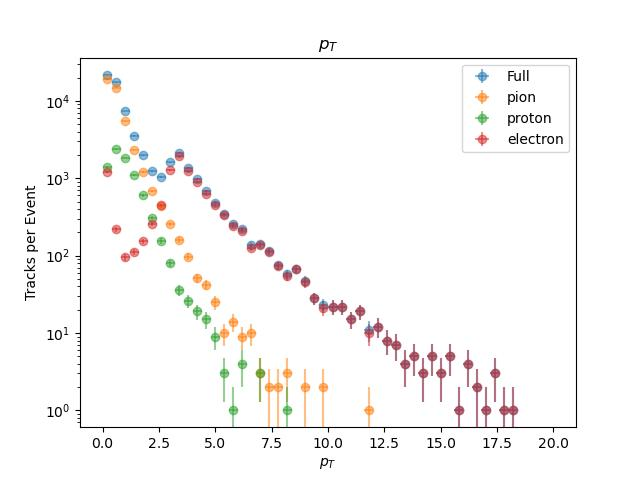 p_T
Full
pion
proton
electron
Tracks per Event
10^4
10^3
10^2
10^1
10^0
0.0 2.5 5.0 7.5 10.0 12.5 15.0 17.5 20.0
p_T